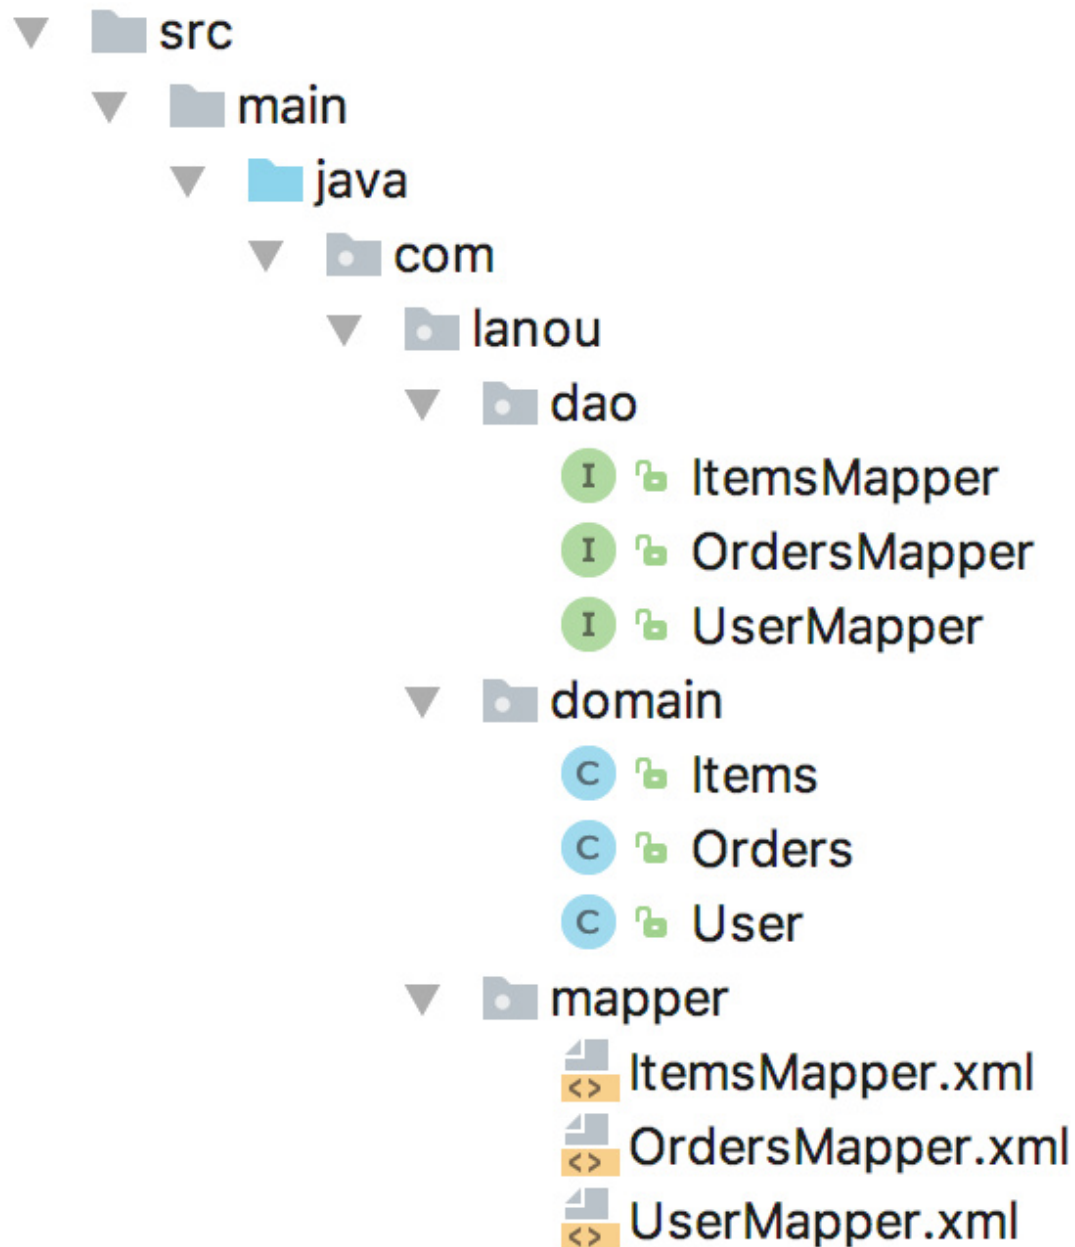 src
main
java
com
lanou
dao
I ItemsMapper
I OrdersMapper
I UserMapper
domain
C Items
C Orders
C User
mapper
<> ItemsMapper.xml
<> OrdersMapper.xml
<> UserMapper.xml